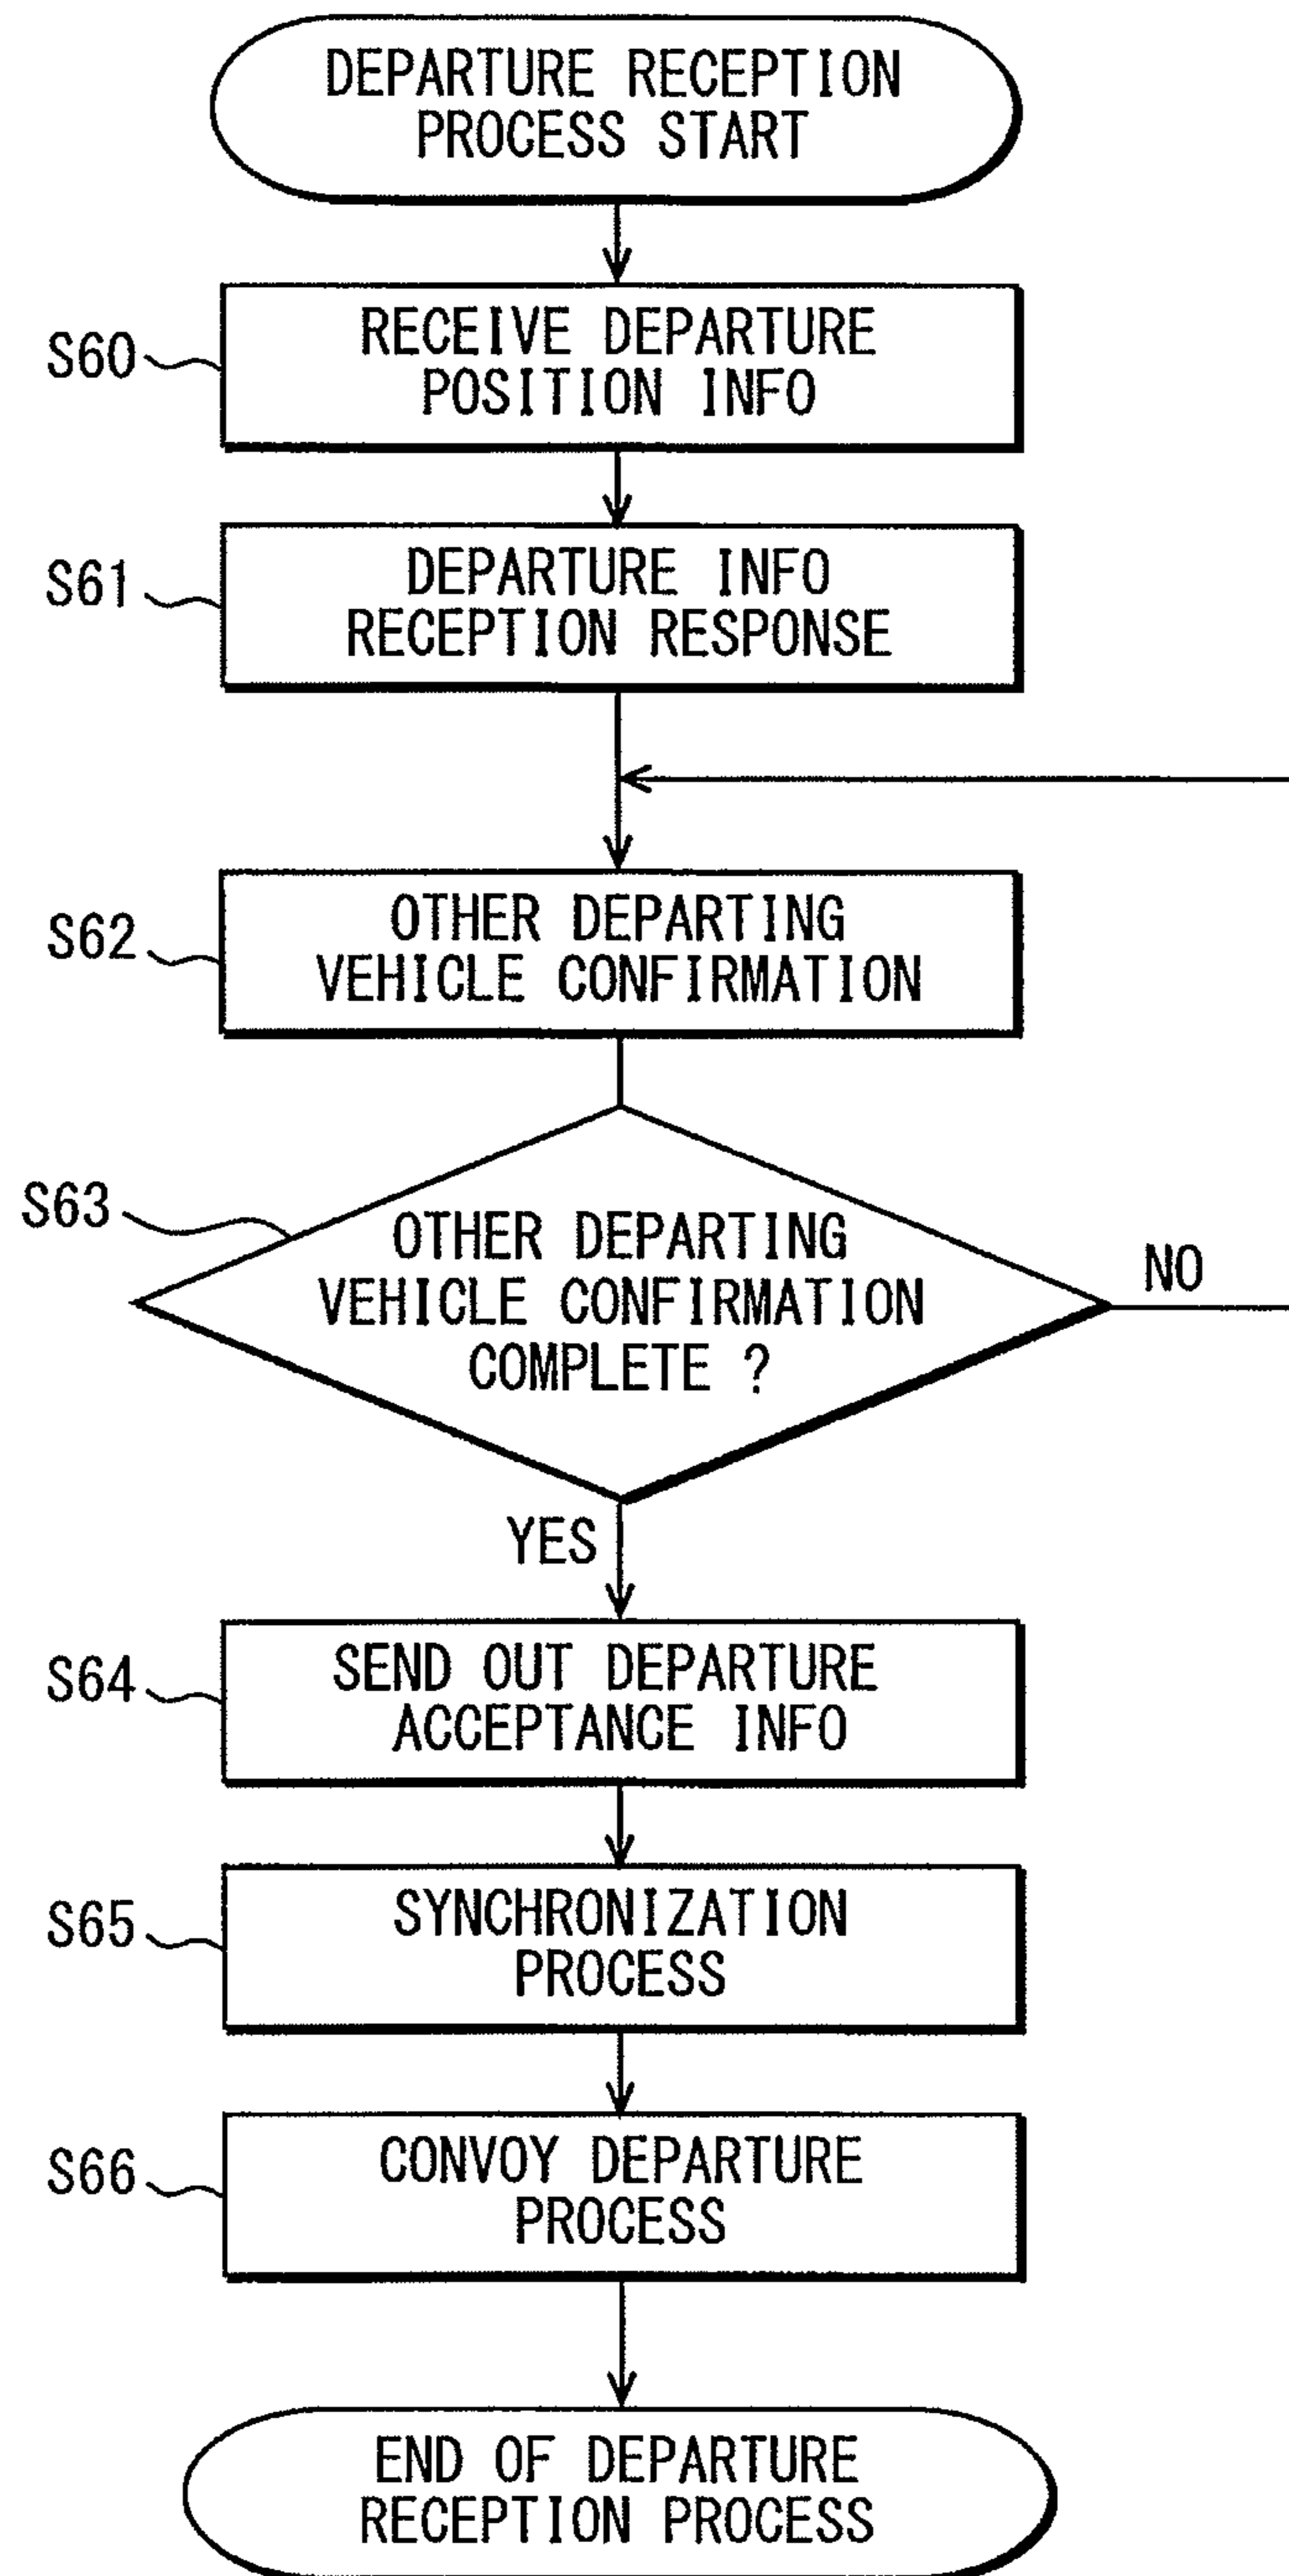 DEPARTURE RECEPTION
PROCESS START
S60
RECEIVE DEPARTURE
POSITION INFO
S61
DEPARTURE INFO
RECEPTION RESPONSE
S62
OTHER DEPARTING
VEHICLE CONFIRMATION
S63
OTHER DEPARTING
VEHICLE CONFIRMATION
COMPLETE ?
NO
YES
S64
SEND OUT DEPARTURE
ACCEPTANCE INFO
S65
SYNCHRONIZATION
PROCESS
S66
CONVOY DEPARTURE
PROCESS
END OF DEPARTURE
RECEPTION PROCESS